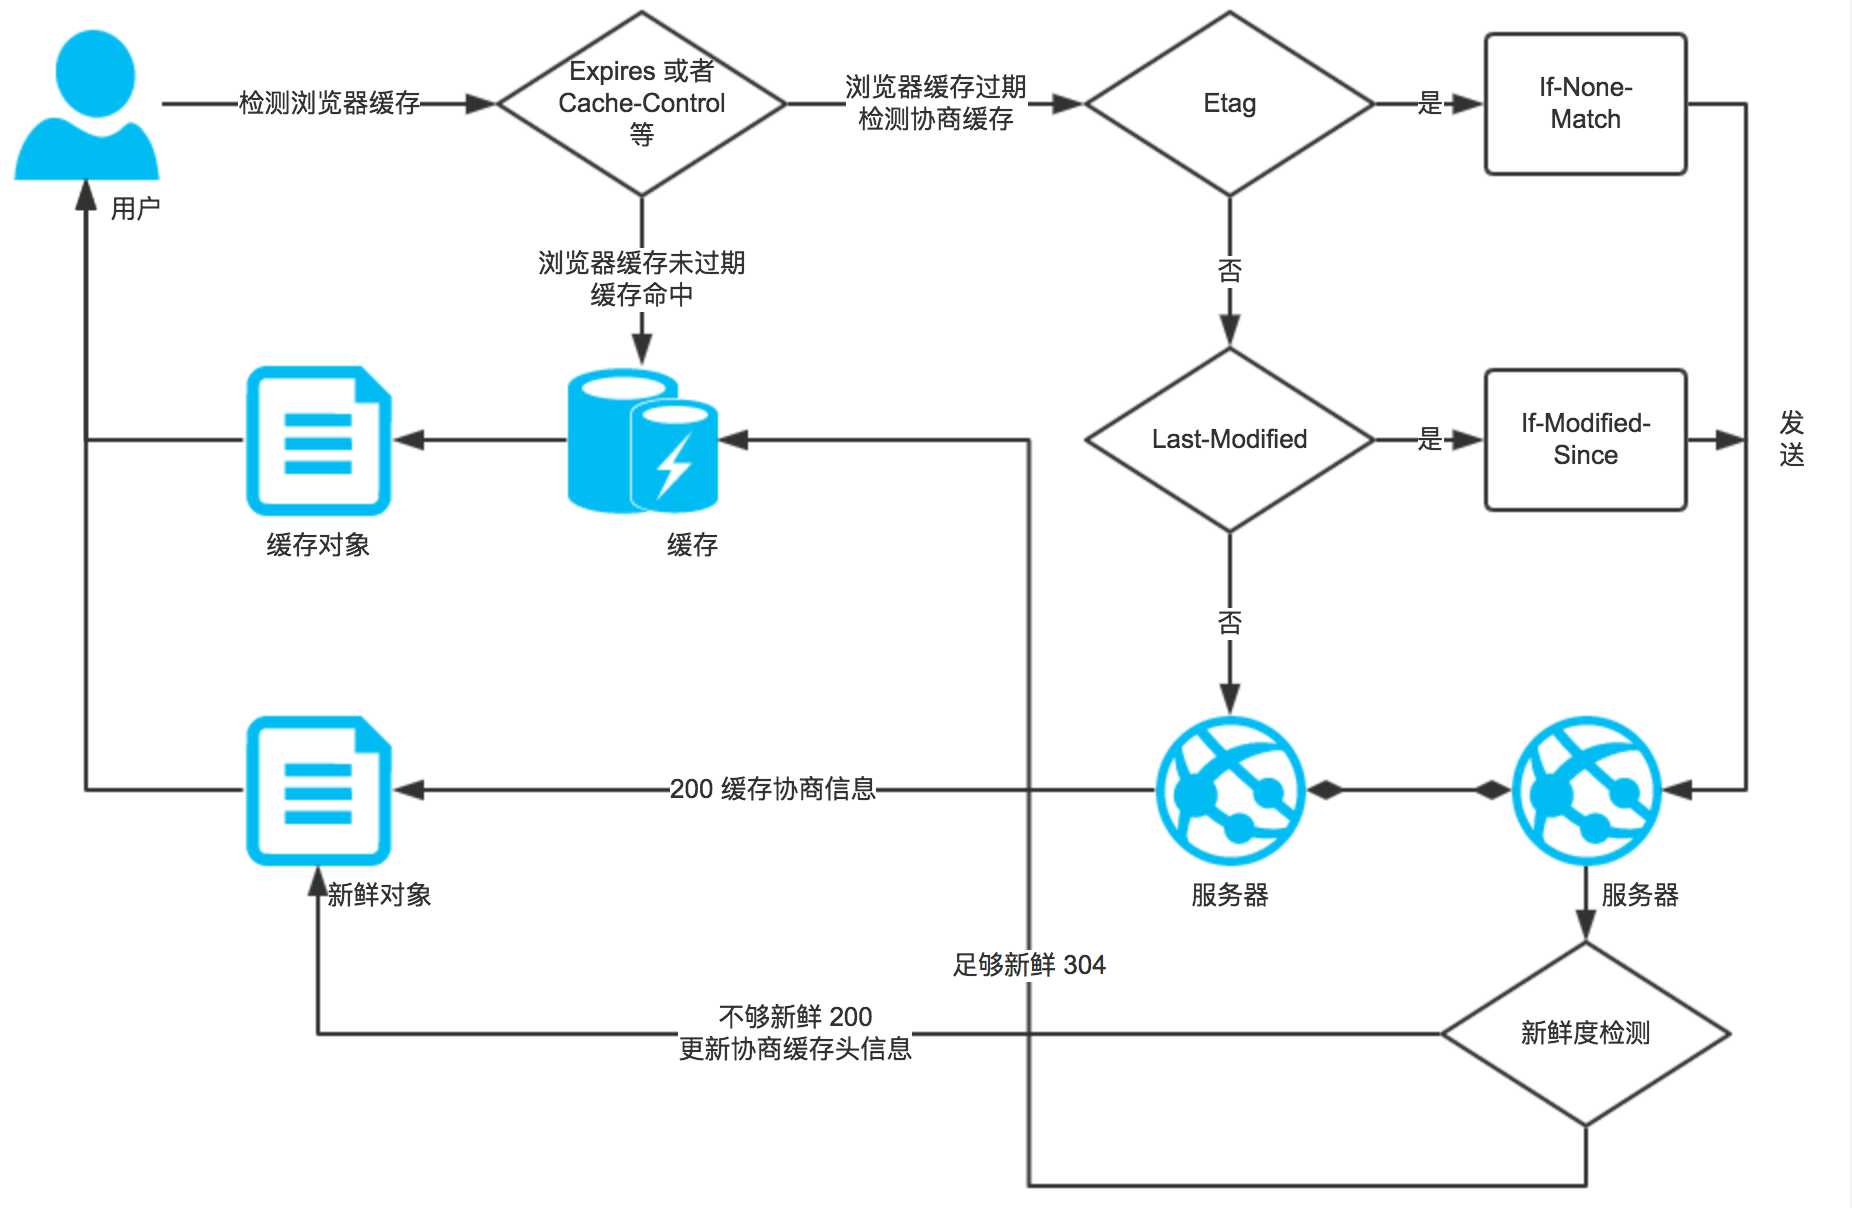 用户
检测浏览器缓存
Expires 或者
Cache-Control
等
浏览器缓存过期
检测协商缓存
Etag
是
If-None-
Match
浏览器缓存未过期
缓存命中
否
缓存对象
缓存
Last-Modified
是
If-Modified-
Since
发
送
否
200 缓存协商信息
新鲜对象
服务器
服务器
足够新鲜 304
不够新鲜 200
更新协商缓存头信息
新鲜度检测